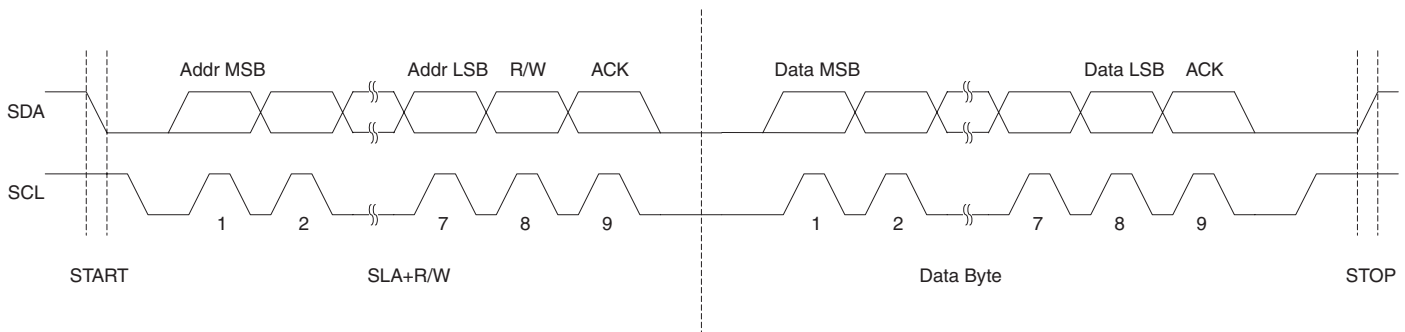 Addr MSB Addr LSB R/W ACK Data MSB Data LSB ACK
SDA
SCL
1 2 7 8 9 1 2 7 8 9
START SLA+R/W Data Byte STOP